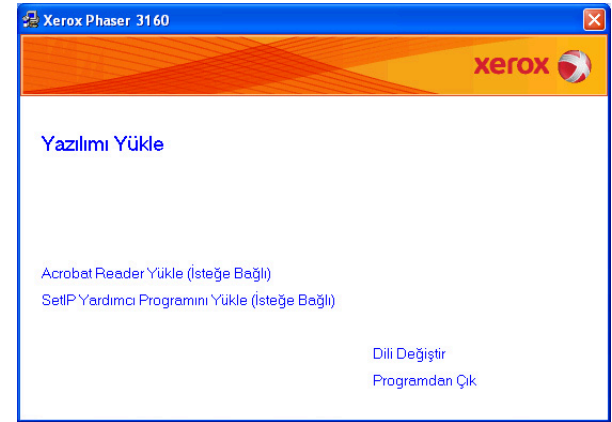 Xerox Phaser 3160
xerox
Yazılımı Yükle
Acrobat Reader Yükle (İsteğe Bağlı)
SetIP Yardımcı Programını Yükle (İsteğe Bağlı)
Dili Değiştir
Programdan Çık